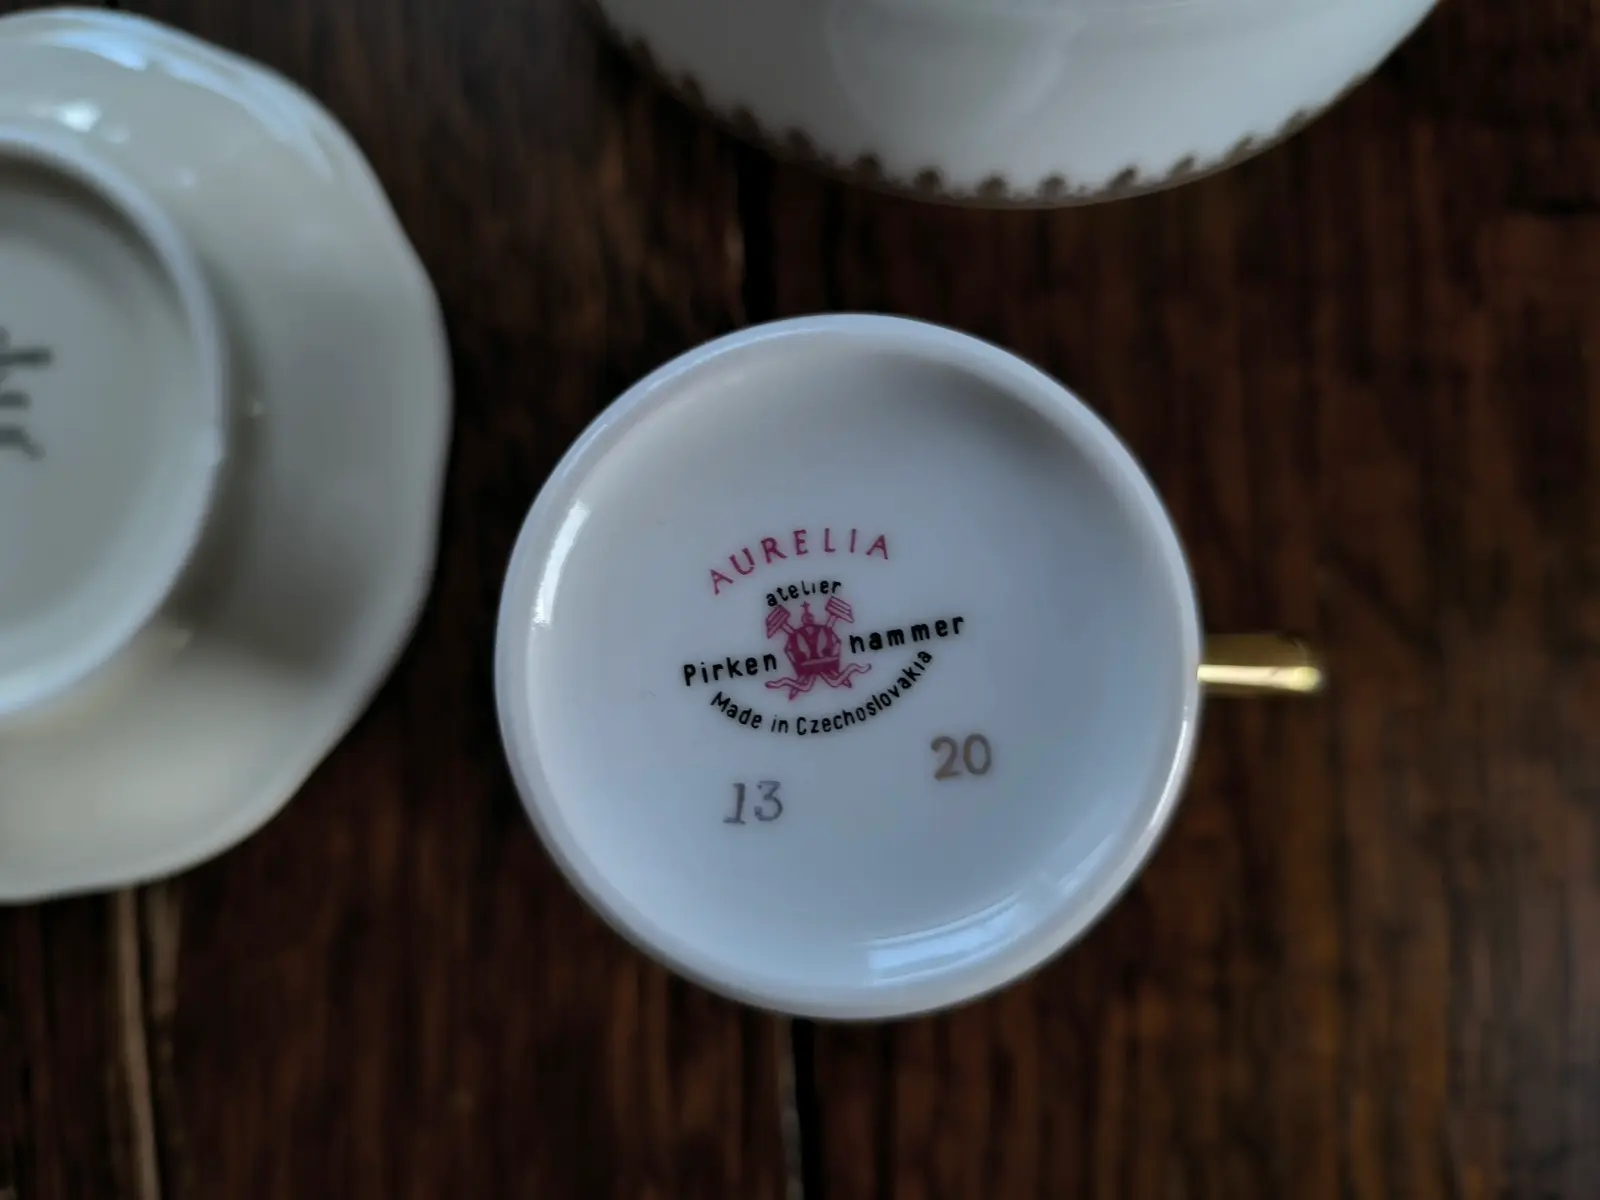 AURELIA
atelier
Pirken hammer
Made in Czechoslovakia
13
20